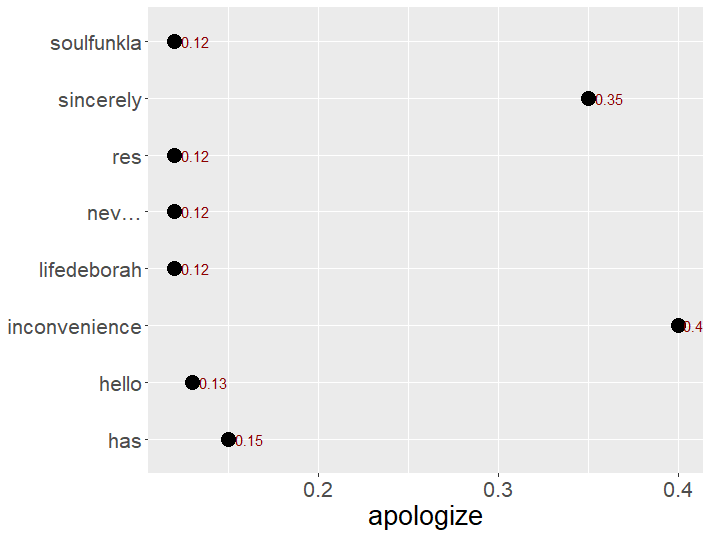 soulfunkla 0.12
sincerely 0.35
res 0.12
nev… 0.12
lifedeborah 0.12
inconvenience 0.4
hello 0.13
has 0.15
0.2 0.3 0.4
apologize